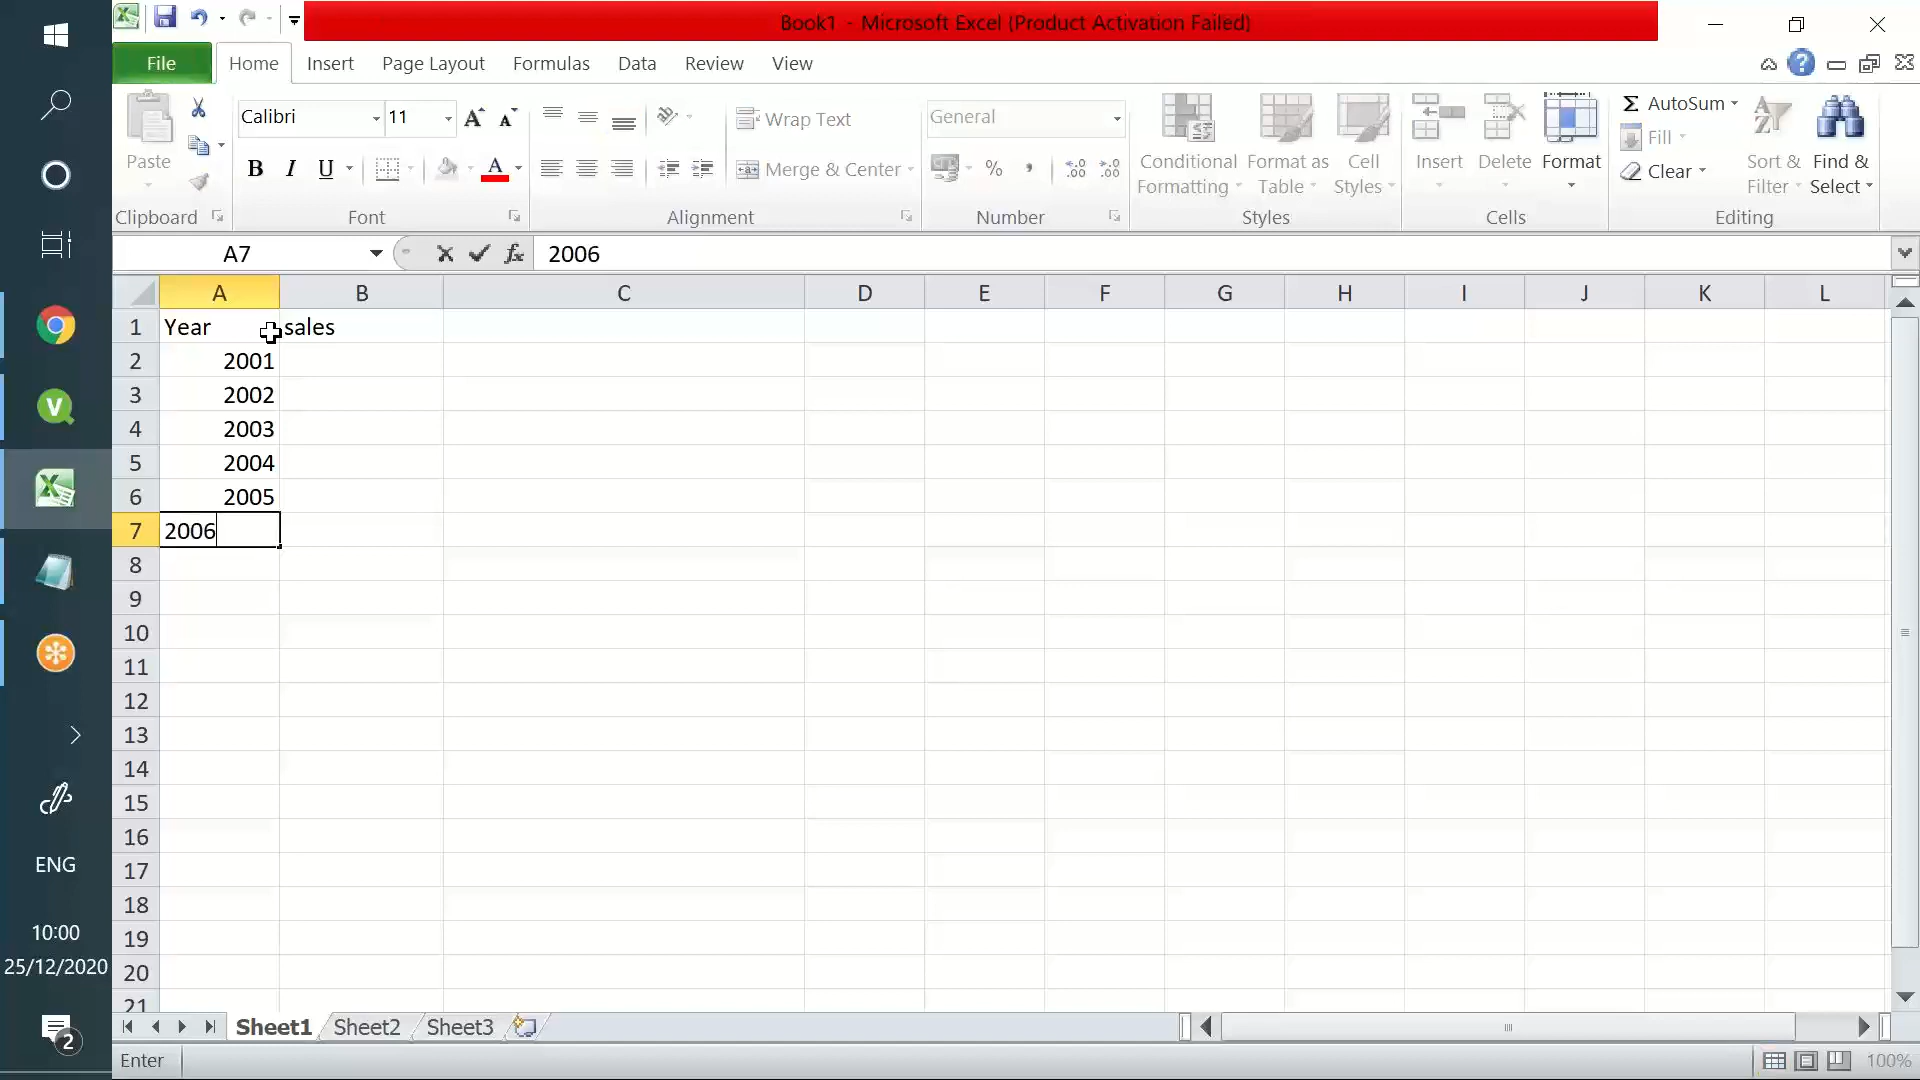 Book1 - Microsoft Excel (Product Activation Failed)
File Home Insert Page Layout Formulas Data Review View
Paste
Clipboard
Calibri 11
B I U A
Font
Wrap Text
Merge & Center
Alignment
General
%
Number
Conditional Formatting
Format as Table
Cell Styles
Styles
Insert Delete Format
Cells
Σ AutoSum
Fill
Clear
Sort & Filter
Find & Select
Editing
A7 fx 2006
A B C D E F G H I J K L
1 Year sales
2 2001
3 2002
4 2003
5 2004
6 2005
7 2006
8
9
10
11
12
13
14
15
16
17
18
19
20
21
Sheet1 Sheet2 Sheet3
Enter 100%
ENG
10:00
25/12/2020
2